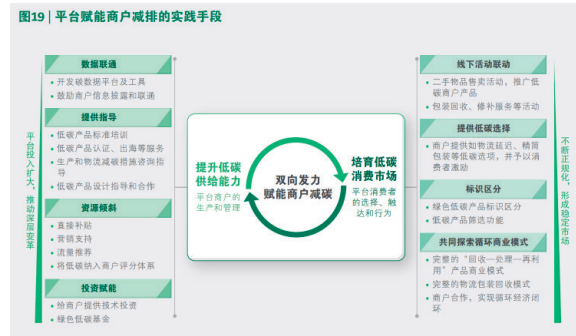 图19 | 平台赋能商户减排的实践手段
平台投入扩大，推动深层变革
数据联通
• 开发碳数据平台及工具
• 鼓励商户信息披露和联通
提供指导
• 低碳产品标准培训
• 低碳产品认证、出海等服务
• 生产和物流减碳措施咨询指
导
• 低碳产品设计指导和合作
资源倾斜
• 直接补贴
• 营销支持
• 流量推荐
• 将低碳纳入商户评分体系
投资赋能
• 给商户提供技术投资
• 绿色低碳基金
提升低碳
供给能力
平台商户的
生产和管理
双向发力
赋能商户减碳
培育低碳
消费市场
平台消费者
的选择、触
达和行为
线下活动联动
• 二手物品售卖活动，推广低
碳商户产品
• 包装回收、修补服务等活动
提供低碳选择
• 商户提供如物流延迟、精简
包装等低碳选项，并予以消
费者激励
标识区分
• 绿色低碳产品标识区分
• 低碳产品筛选功能
共同探索循环商业模式
• 完整的“回收—处理—再利
用”产品商业模式
• 完整的物流包装回收模式
• 商户合作，实现循环经济闭
环
不断正规化，形成稳定市场